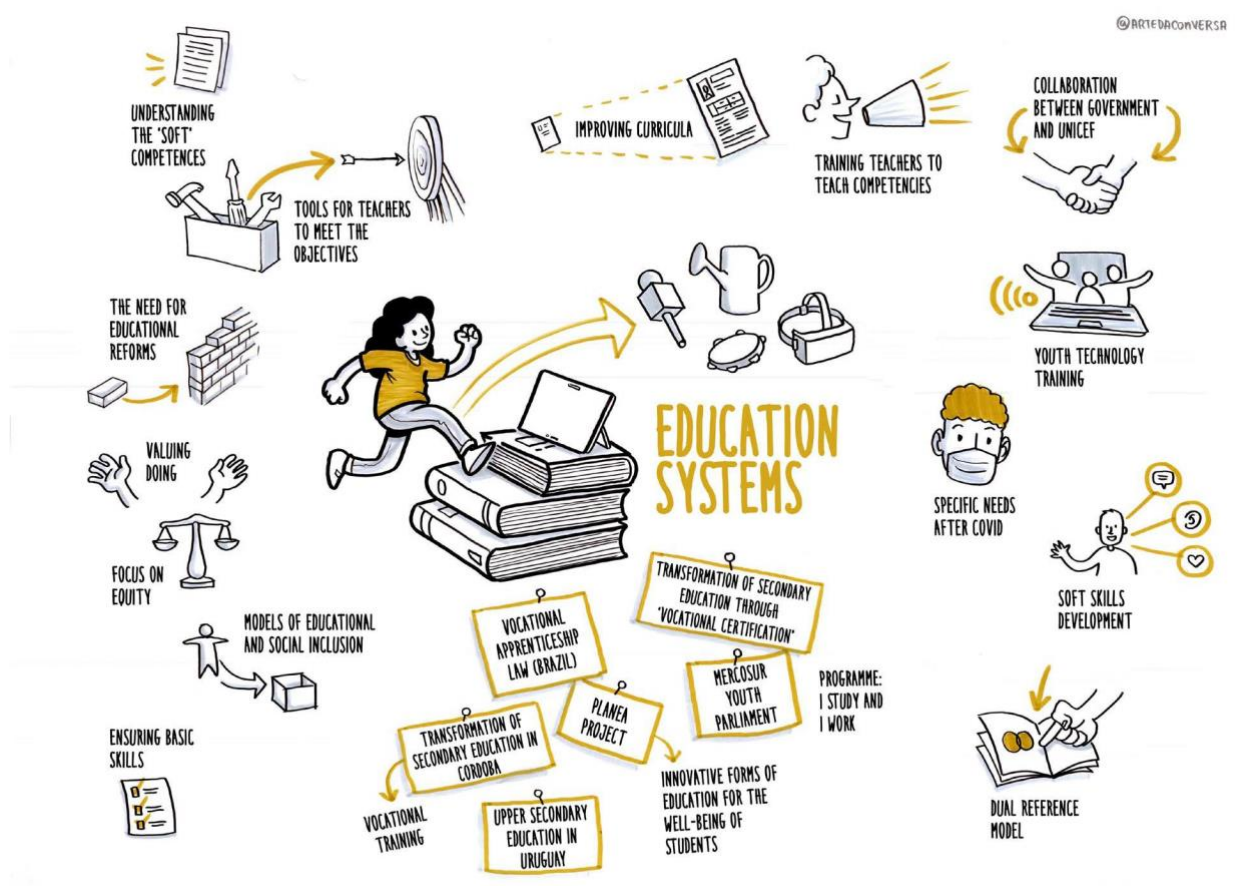 @ARTEDACONVERSA
UNDERSTANDING
THE 'SOFT'
COMPETENCES
TOOLS FOR TEACHERS
TO MEET THE
OBJECTIVES
IMPROVING CURRICULA
TRAINING TEACHERS TO
TEACH COMPETENCIES
COLLABORATION
BETWEEN GOVERNMENT
AND UNICEF
THE NEED FOR
EDUCATIONAL
REFORMS
YOUTH TECHNOLOGY
TRAINING
EDUCATION
SYSTEMS
VALUING
DOING
FOCUS ON
EQUITY
SPECIFIC NEEDS
AFTER COVID
SOFT SKILLS
DEVELOPMENT
MODELS OF EDUCATIONAL
AND SOCIAL INCLUSION
VOCATIONAL
APPRENTICESHIP
LAW (BRAZIL)
TRANSFORMATION OF SECONDARY
EDUCATION THROUGH
'VOCATIONAL CERTIFICATION"
MERCOSUR
YOUTH
PARLIAMENT
PROGRAMME:
I STUDY AND
I WORK
PLANEA
PROJECT
TRANSFORMATION OF
SECONDARY EDUCATION IN
CORDOBA
ENSURING BASIC
SKILLS
VOCATIONAL
TRAINING
UPPER SECONDARY
EDUCATION IN
URUGUAY
INNOVATIVE FORMS OF
EDUCATION FOR THE
WELL-BEING OF
STUDENTS
DUAL REFERENCE
MODEL